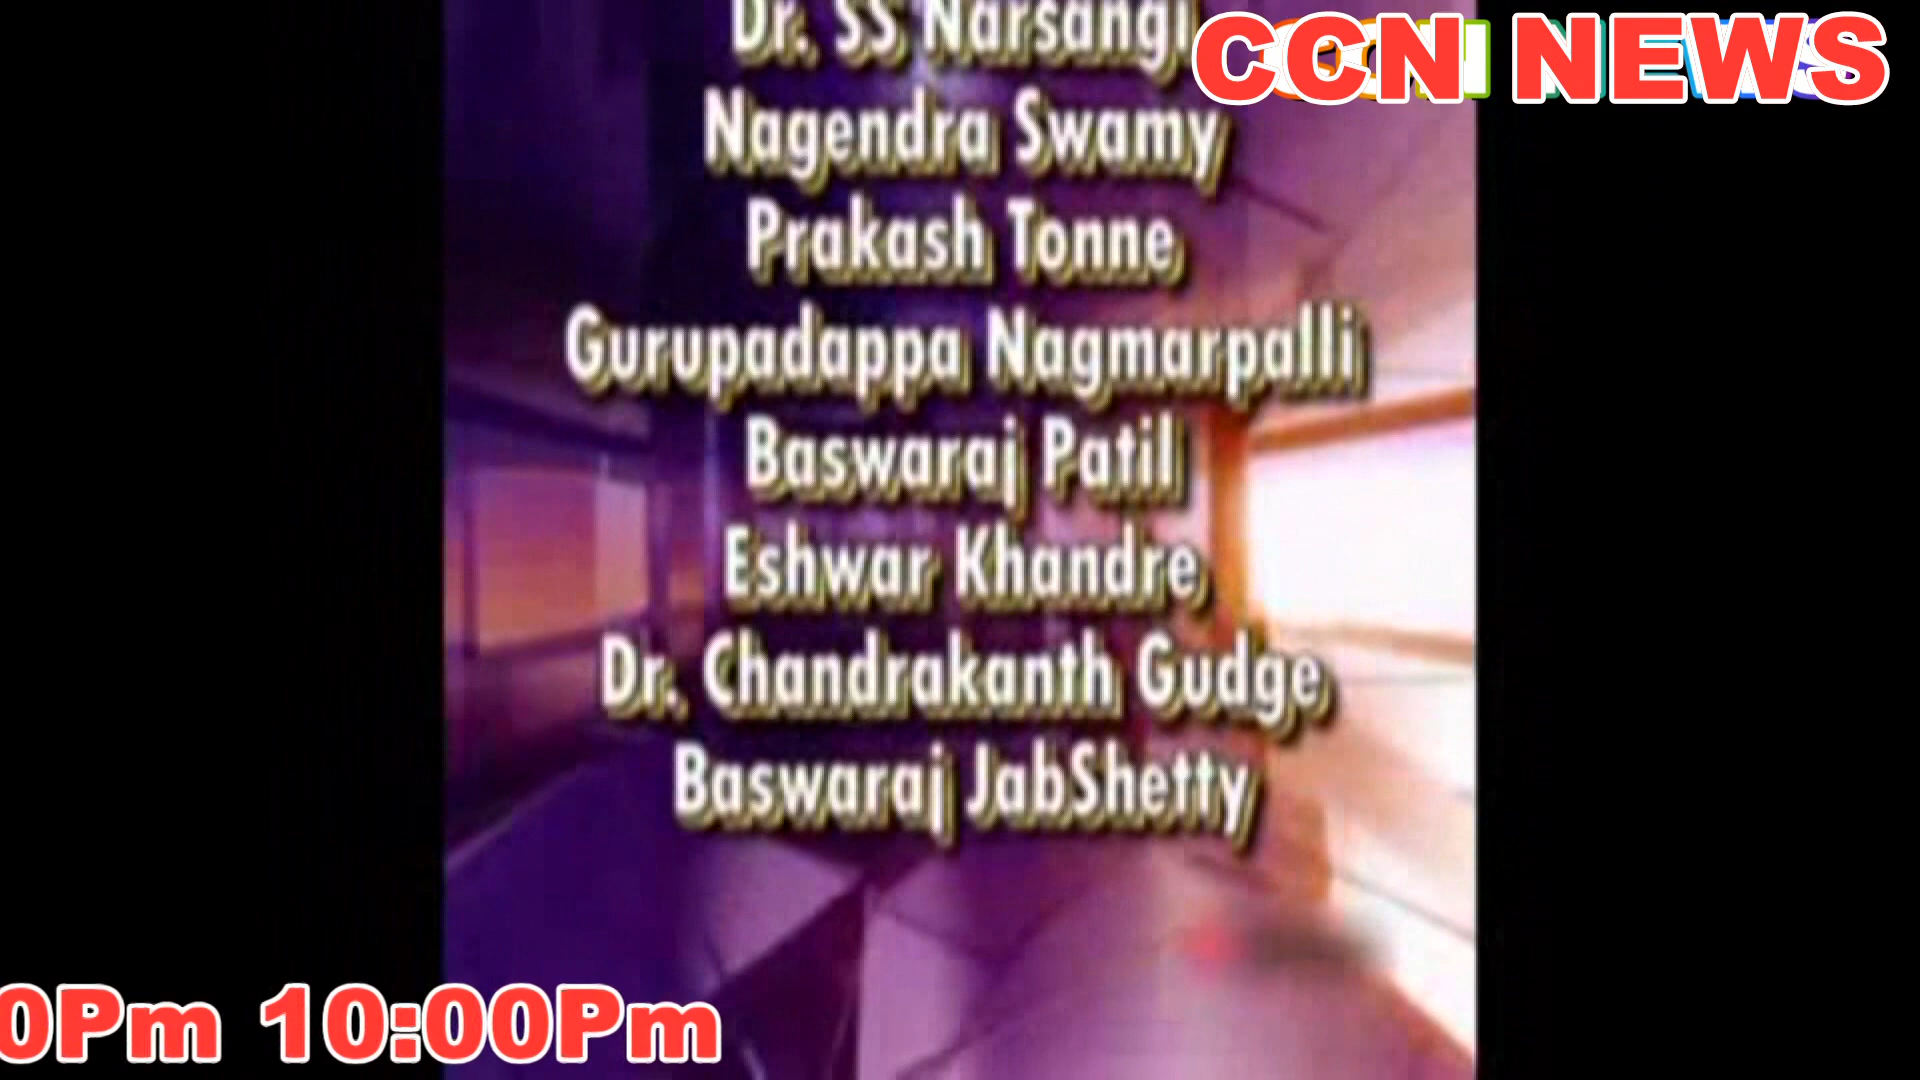 Dr. SS Narsangi
CCN NEWS
Nagendra Swamy
Prakash Tonne
Gurupadappa Nagmarpalli
Baswaraj Patil
Eshwar Khandre
Dr. Chandrakanth Gudge
Baswaraj JabShetty
0Pm 10:00Pm